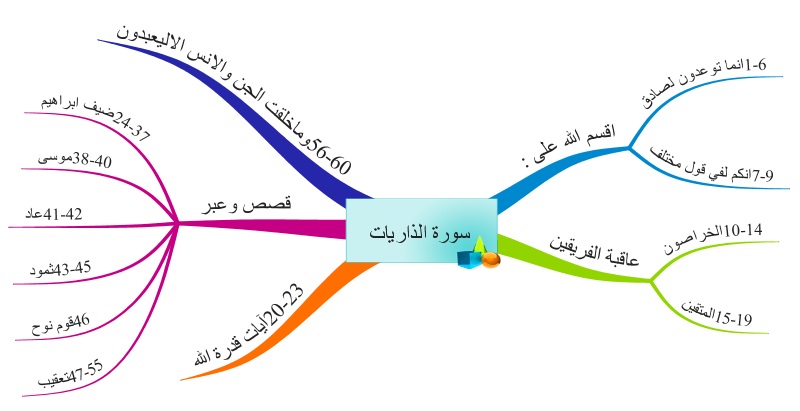 سورة الذاريات
اقسم الله على :
1-6انما توعدون لصادق
7-9انكم لفي قول مختلف
عاقبة الفريقين
10-14الخراصون
15-19المتقين
20-23آيات قدرة الله
قصص وعبر
24-37ضيف ابراهيم
38-40موسى
41-42عاد
43-45ثمود
46قوم نوح
47-55تعقيب
56-60وماخلقت الجن والانس الاليعبدون